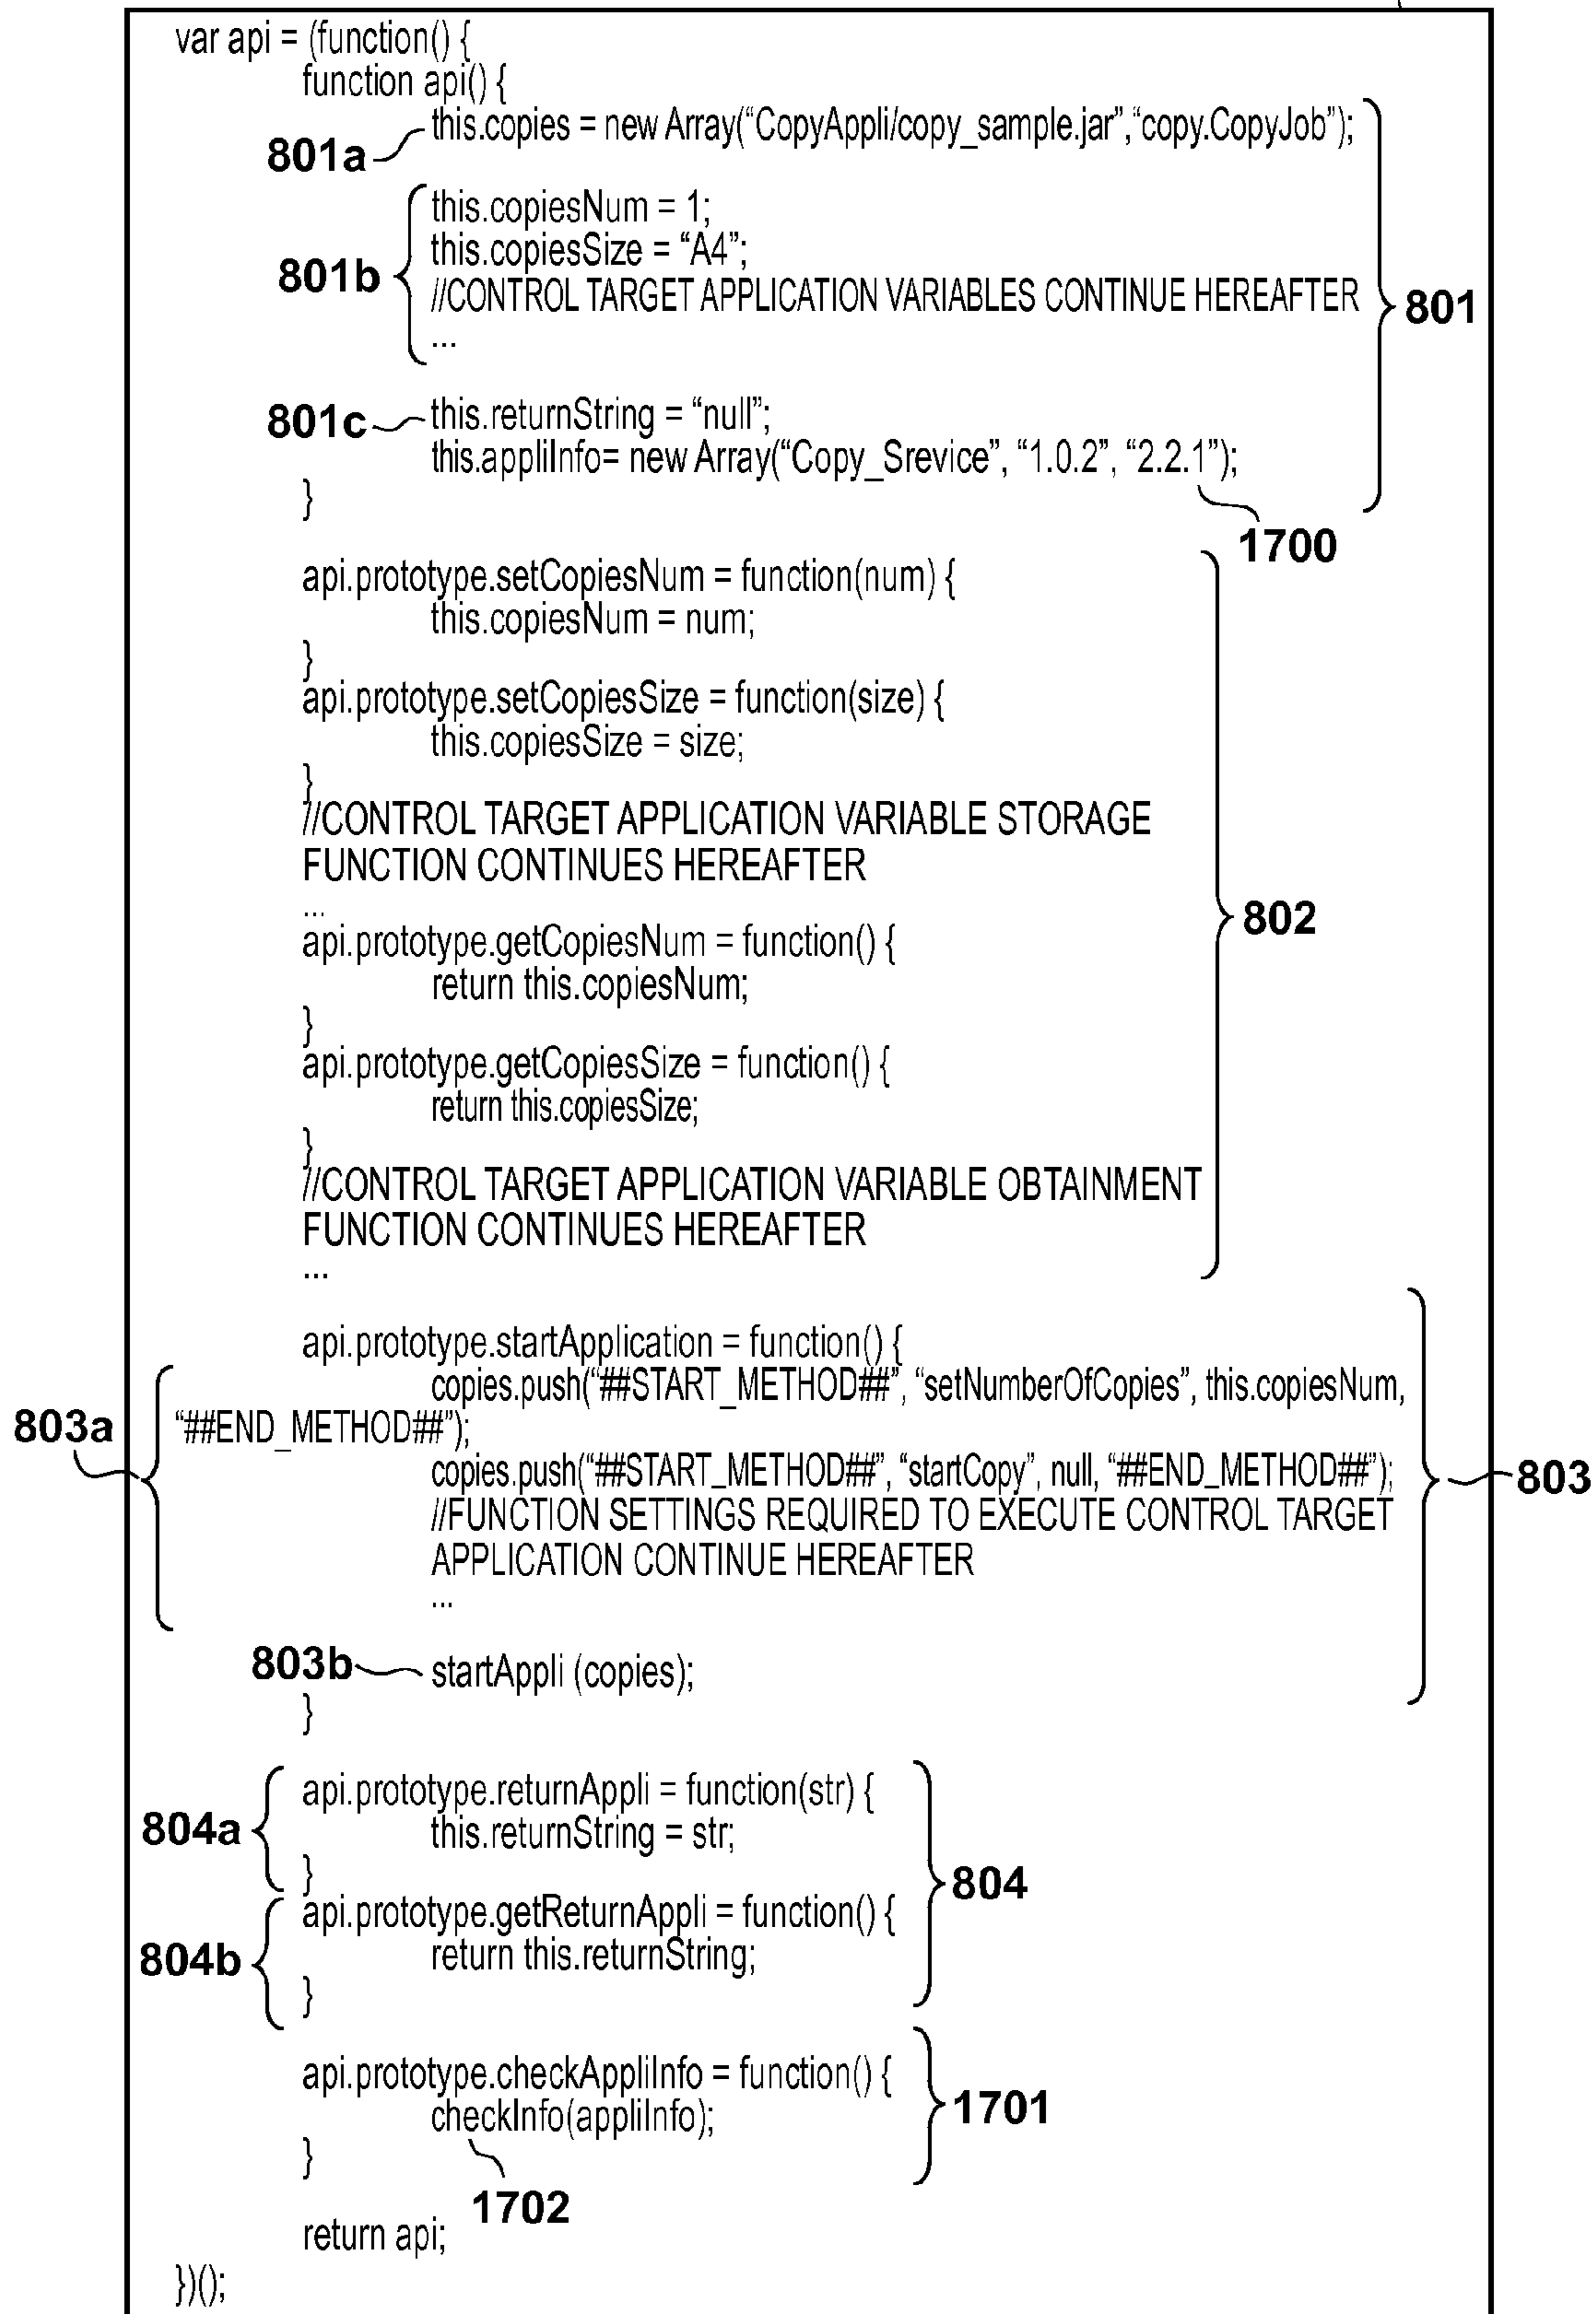 var api = (function() {
function api() {
801a this.copies = new Array(“CopyAppli/copy_sample.jar”,“copy.CopyJob”);
this.copiesNum = 1;
this.copiesSize = “A4”;
801b
//CONTROL TARGET APPLICATION VARIABLES CONTINUE HEREAFTER
801
...
801c this.returnString = “null”;
this.appliInfo= new Array(“Copy_Srevice”, “1.0.2”, “2.2.1”);
}
1700
api.prototype.setCopiesNum = function(num) {
this.copiesNum = num;
}
api.prototype.setCopiesSize = function(size) {
this.copiesSize = size;
}
//CONTROL TARGET APPLICATION VARIABLE STORAGE
FUNCTION CONTINUES HEREAFTER
...
802
api.prototype.getCopiesNum = function() {
return this.copiesNum;
}
api.prototype.getCopiesSize = function() {
return this.copiesSize;
}
//CONTROL TARGET APPLICATION VARIABLE OBTAINMENT
FUNCTION CONTINUES HEREAFTER
...
api.prototype.startApplication = function() {
copies.push(“##START_METHOD##”, “setNumberOfCopies”, this.copiesNum,
803a “##END_METHOD##”);
copies.push(“##START_METHOD##”, “startCopy”, null, “##END_METHOD##”);
803
//FUNCTION SETTINGS REQUIRED TO EXECUTE CONTROL TARGET
APPLICATION CONTINUE HEREAFTER
...
803b startAppli (copies);
}
api.prototype.returnAppli = function(str) {
804a this.returnString = str;
}
804
api.prototype.getReturnAppli = function() {
804b return this.returnString;
}
api.prototype.checkAppliInfo = function() {
checkInfo(appliInfo);
1701
}
1702
return api;
})();